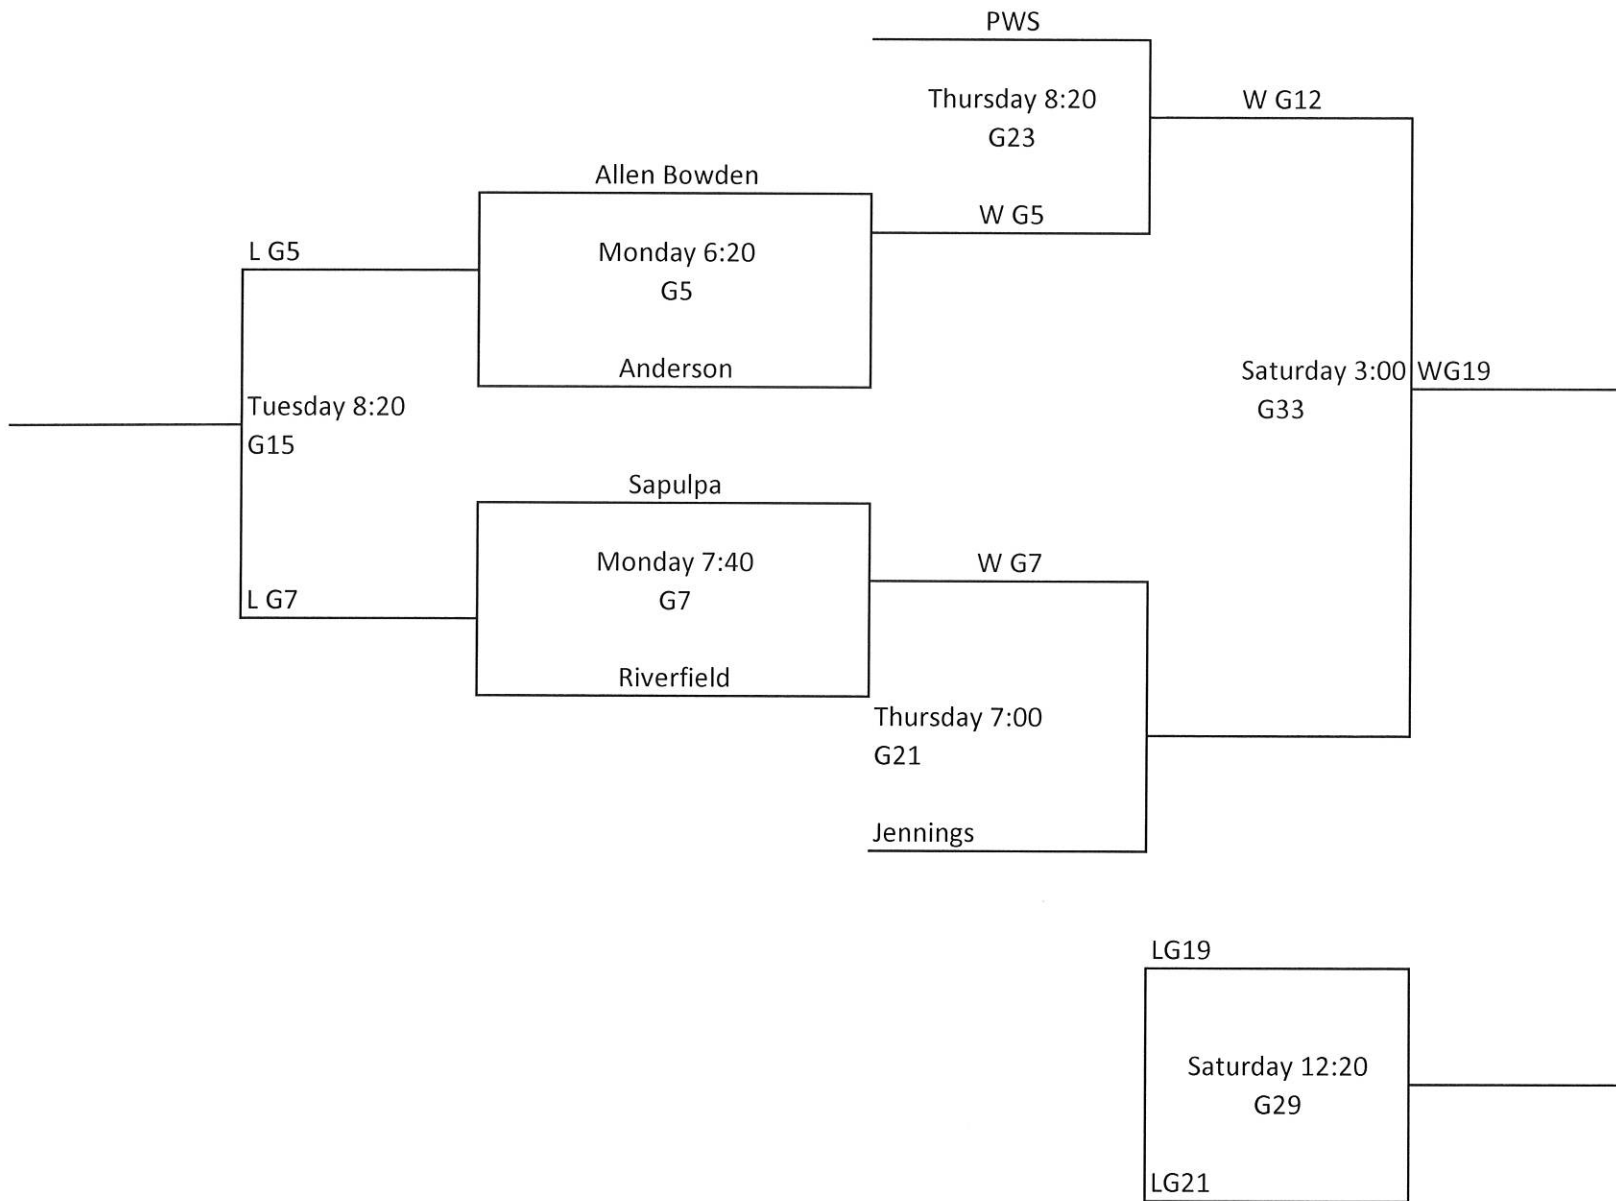 PWS
Thursday 8:20
G23
W G12
Allen Bowden
W G5
L G5
Monday 6:20
G5
Anderson
Saturday 3:00
G33
WG19
Tuesday 8:20
G15
Sapulpa
Monday 7:40
G7
W G7
L G7
Riverfield
Thursday 7:00
G21
Jennings
LG19
Saturday 12:20
G29
LG21